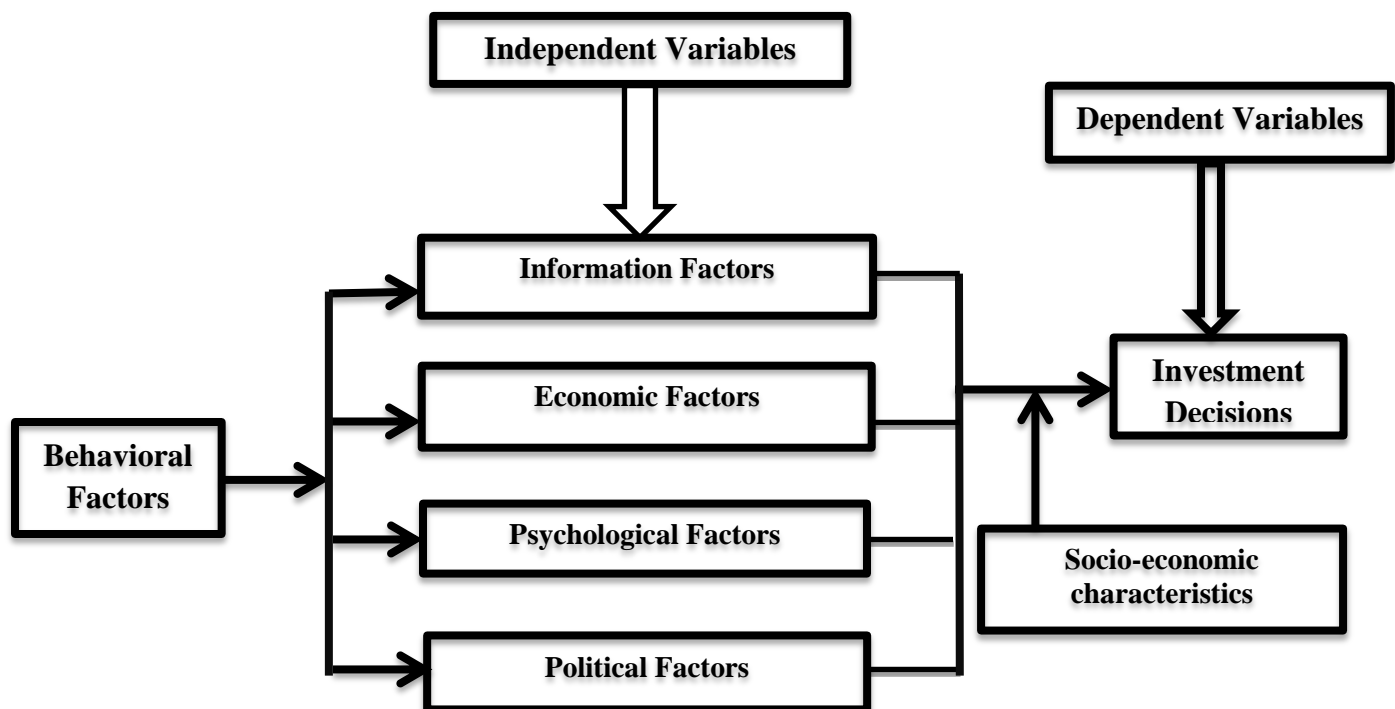 Independent Variables
Dependent Variables
Information Factors
Economic Factors
Behavioral
Factors
Psychological Factors
Political Factors
Investment
Decisions
Socio-economic
characteristics